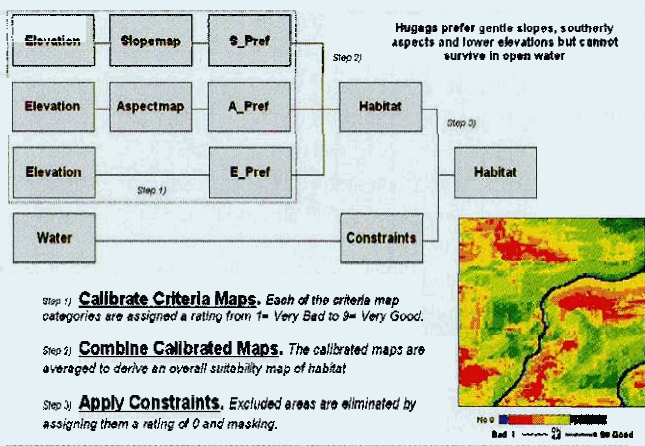 Elevation Slopemap S_Pref
Hugags prefer gentle slopes, southerly
aspects and lower elevations but cannot
survive in open water
Step 2)
Elevation Aspectmap A_Pref Habitat
Step 3)
Elevation E_Pref Habitat
Step 1)
Water Constraints
Step 1) Calibrate Criteria Maps. Each of the criteria map
categories are assigned a rating from 1= Very Bad to 9= Very Good.
Step 2) Combine Calibrated Maps. The calibrated maps are
averaged to derive an overall suitability map of habitat
Step 3) Apply Constraints. Excluded areas are eliminated by
assigning them a rating of 0 and masking.
No 0
Bad 1 Good